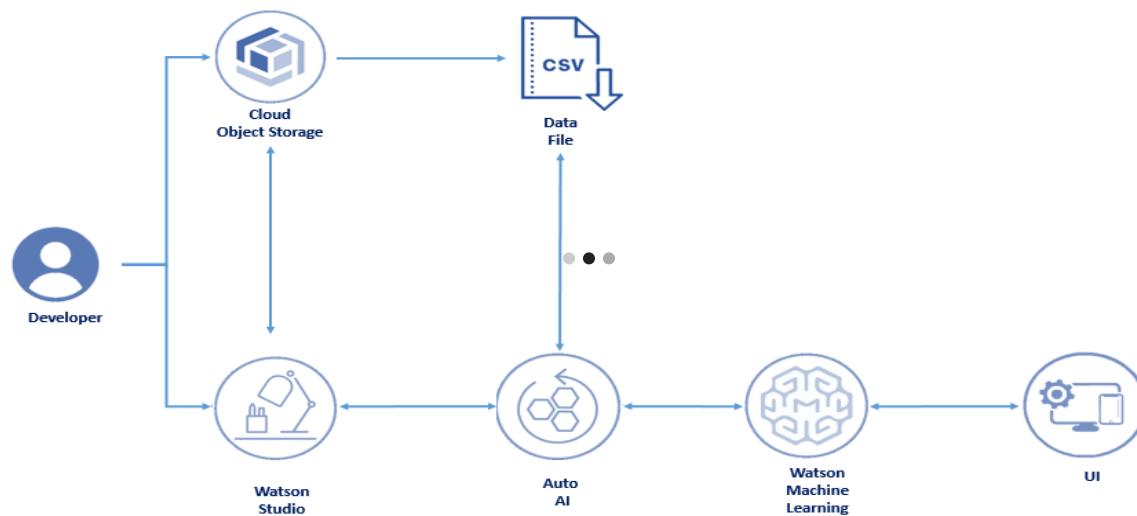 CSV
Cloud
Object Storage
Data
File
Developer
Watson
Studio
Auto
AI
Watson
Machine
Learning
UI